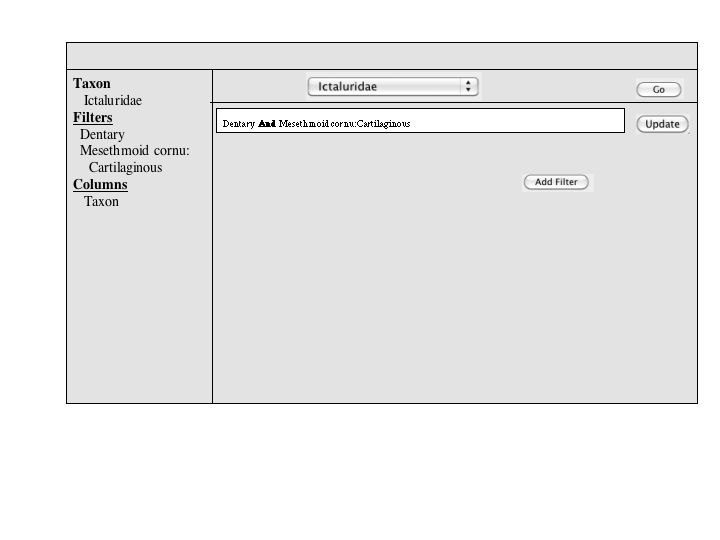 Taxon
Ictaluridae
Filters
Dentary
Mesethmoid cornu:
Cartilaginous
Columns
Taxon
Ictaluridae
Go
Dentary And Mesethmoid cornu:Cartilaginous
Update
Add Filter